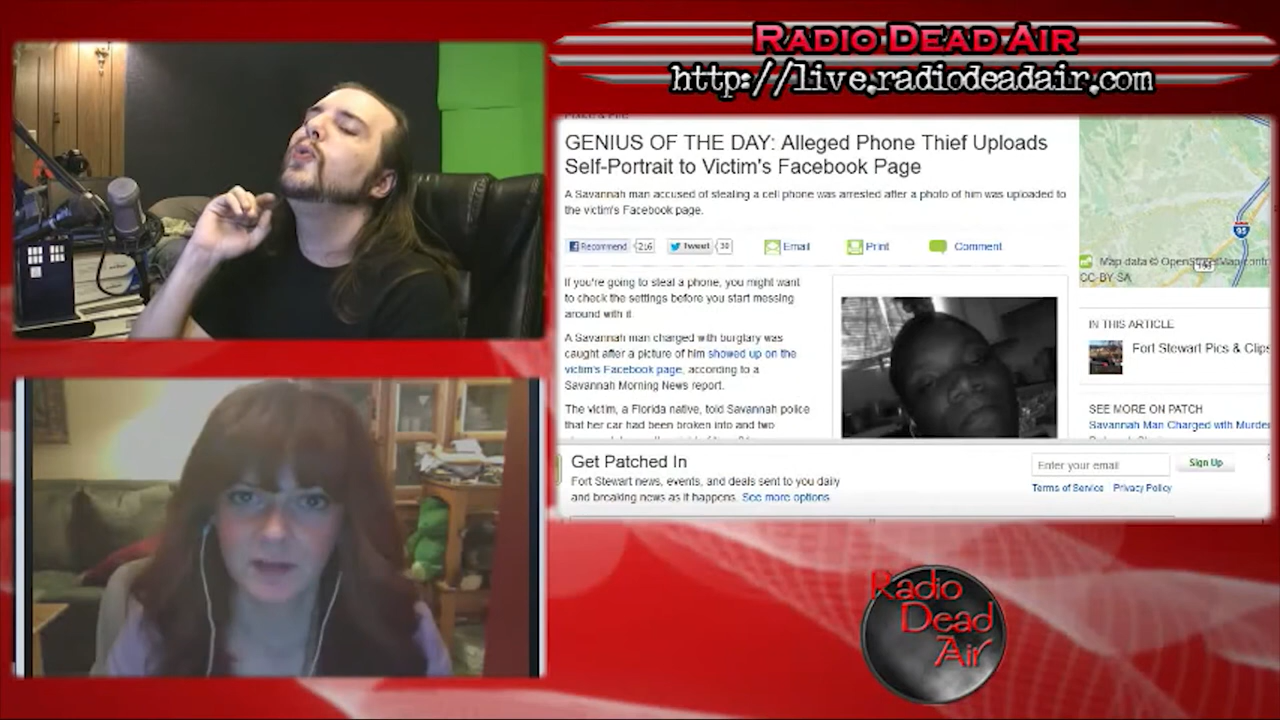 RADIO DEAD AIR
http://live.radiodeadair.com
GENIUS OF THE DAY: Alleged Phone Thief Uploads
Self-Portrait to Victim's Facebook Page
A Savannah man accused of stealing a cell phone was arrested after a photo of him was uploaded to
the victim's Facebook page.
Recommend 216 Tweet 30 Email Print Comment
If you're going to steal a phone, you might want
to check the settings before you start messing
around with it.
A Savannah man charged with burglary was
caught after a picture of him showed up on the
victim's Facebook page, according to a
Savannah Morning News report.
The victim, a Florida native, told Savannah police
that her car had been broken into and two
95
Map data © OpenStreetMap contri
CC-BY-SA
IN THIS ARTICLE
Fort Stewart Pics & Clips
SEE MORE ON PATCH
Savannah Man Charged with Murder
Get Patched In
Fort Stewart news, events, and deals sent to you daily
and breaking news as it happens. See more options
Enter your email Sign Up
Terms of Service Privacy Policy
Radio
Dead
Air